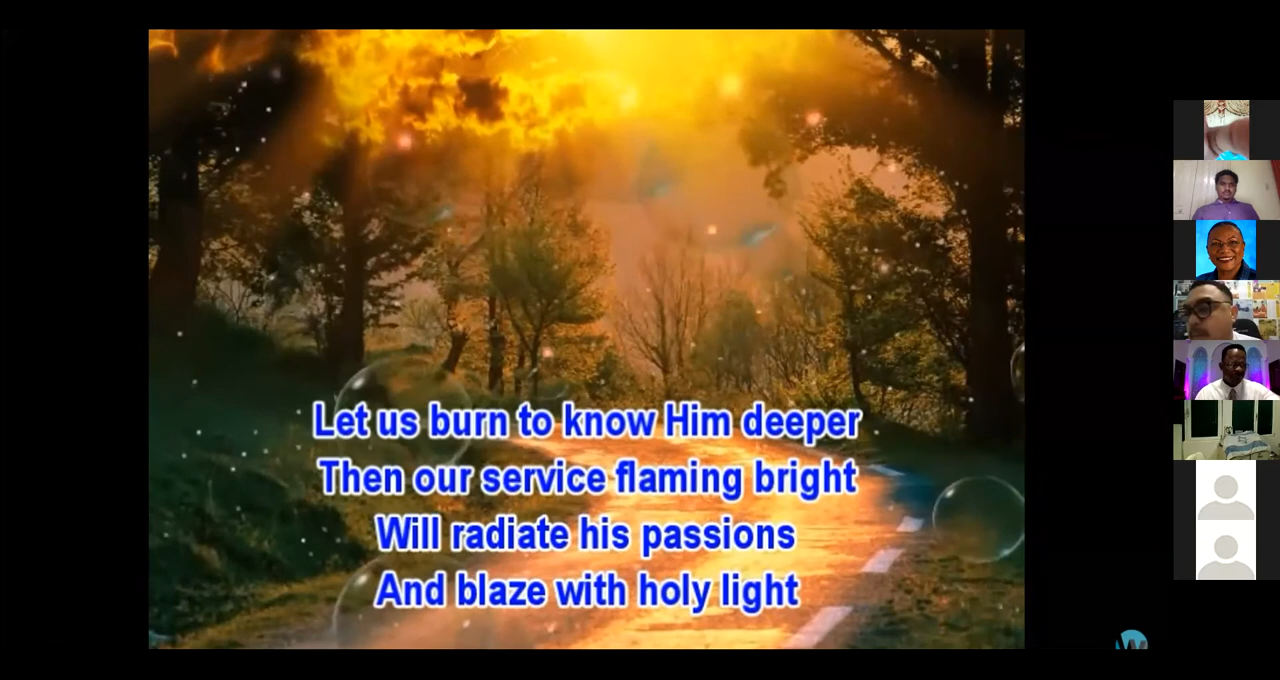 Let us burn to know Him deeper
Then our service flaming bright
Will radiate his passions
And blaze with holy light